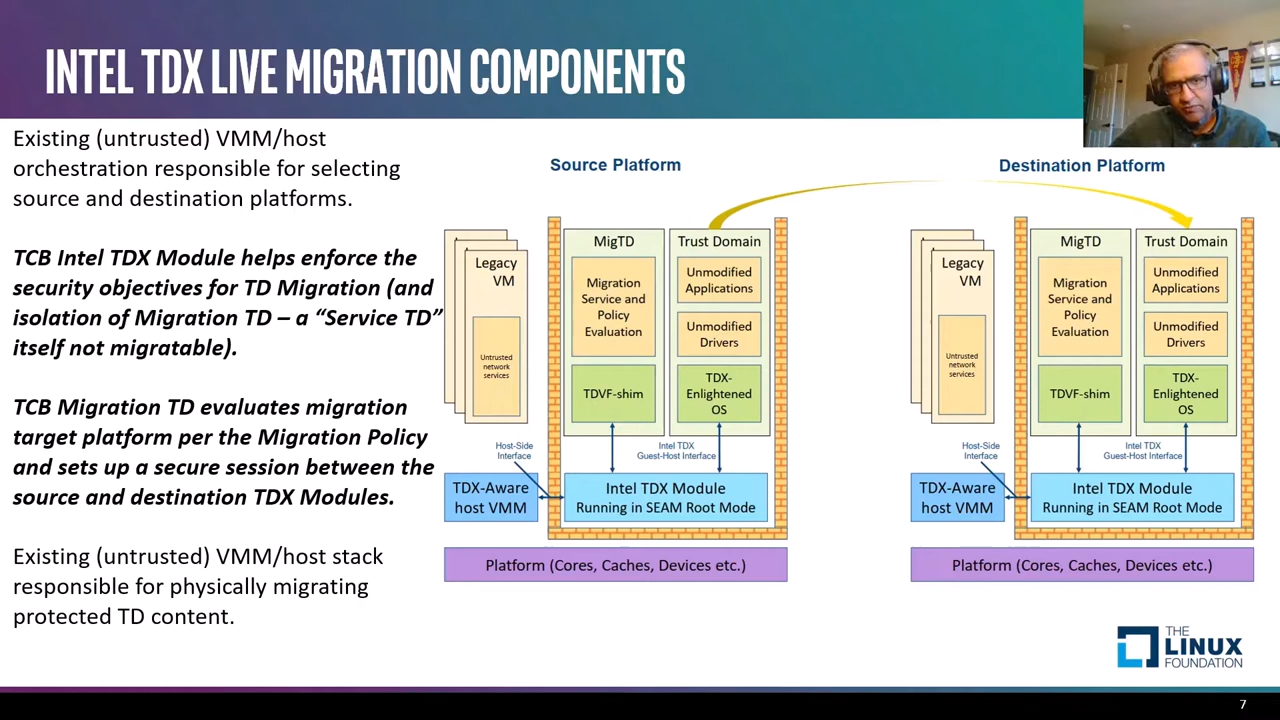 INTEL TDX LIVE MIGRATION COMPONENTS
Existing (untrusted) VMM/host
orchestration responsible for selecting
source and destination platforms.
TCB Intel TDX Module helps enforce the
security objectives for TD Migration (and
isolation of Migration TD – a “Service TD”
itself not migratable).
TCB Migration TD evaluates migration
target platform per the Migration Policy
and sets up a secure session between the
source and destination TDX Modules.
Existing (untrusted) VMM/host stack
responsible for physically migrating
protected TD content.
Source Platform
Legacy
VM
Untrusted
network
services
MigTD
Migration
Service and
Policy
Evaluation
TDVF-shim
Trust Domain
Unmodified
Applications
Unmodified
Drivers
TDX-
Enlightened
OS
Host-Side
Interface
Intel TDX
Guest-Host Interface
TDX-Aware
host VMM
Intel TDX Module
Running in SEAM Root Mode
Platform (Cores, Caches, Devices etc.)
Destination Platform
Legacy
VM
Untrusted
network
services
MigTD
Migration
Service and
Policy
Evaluation
TDVF-shim
Trust Domain
Unmodified
Applications
Unmodified
Drivers
TDX-
Enlightened
OS
Host-Side
Interface
Intel TDX
Guest-Host Interface
TDX-Aware
host VMM
Intel TDX Module
Running in SEAM Root Mode
Platform (Cores, Caches, Devices etc.)
THE
LINUX
FOUNDATION
7